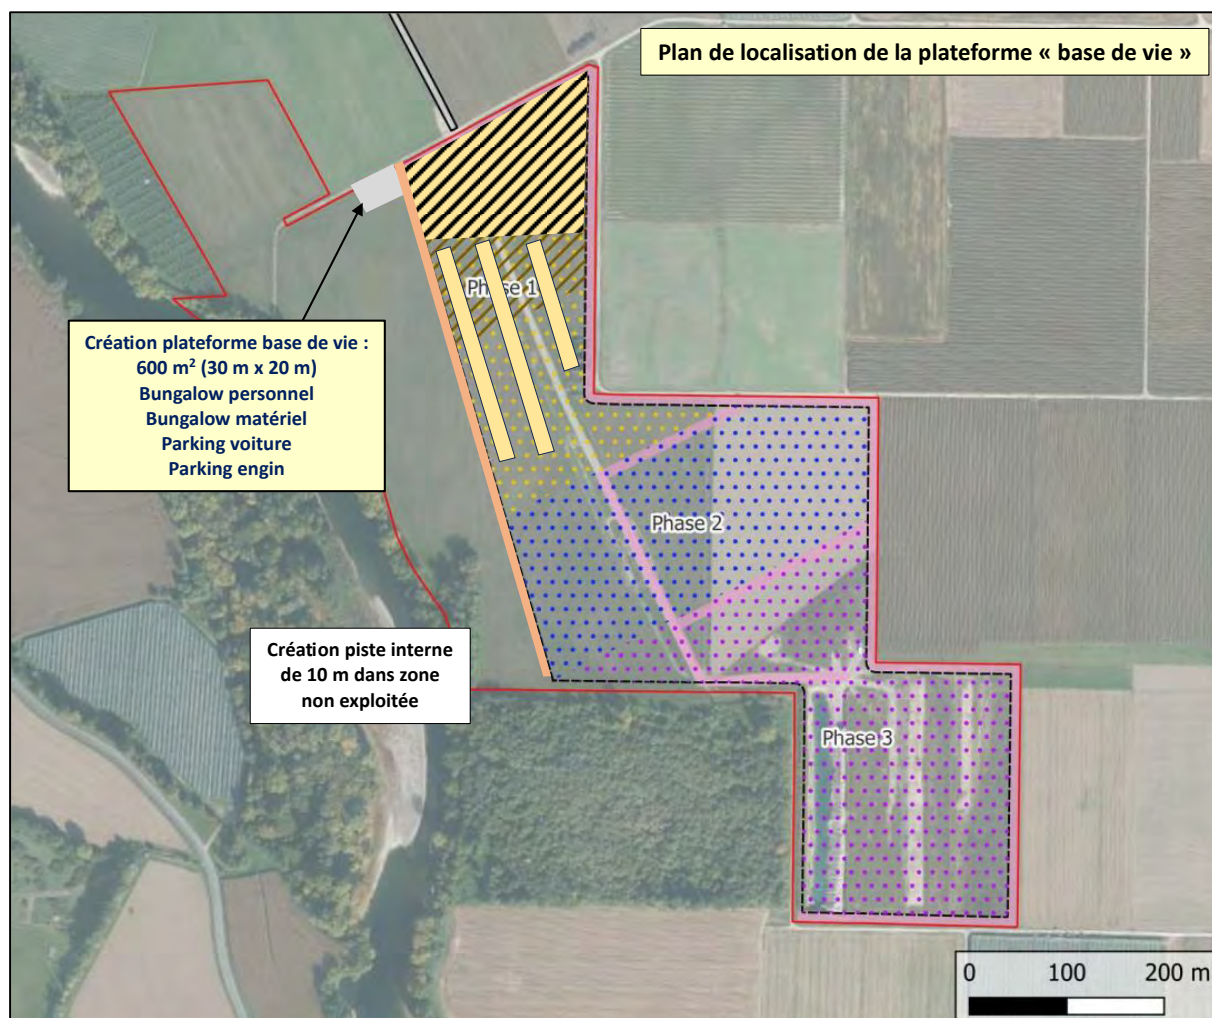 Plan de localisation de la plateforme « base de vie »
Phase 1
Création plateforme base de vie :
600 m² (30 m x 20 m)
Bungalow personnel
Bungalow matériel
Parking voiture
Parking engin
Phase 2
Création piste interne
de 10 m dans zone
non exploitée
Phase 3
0 100 200 m